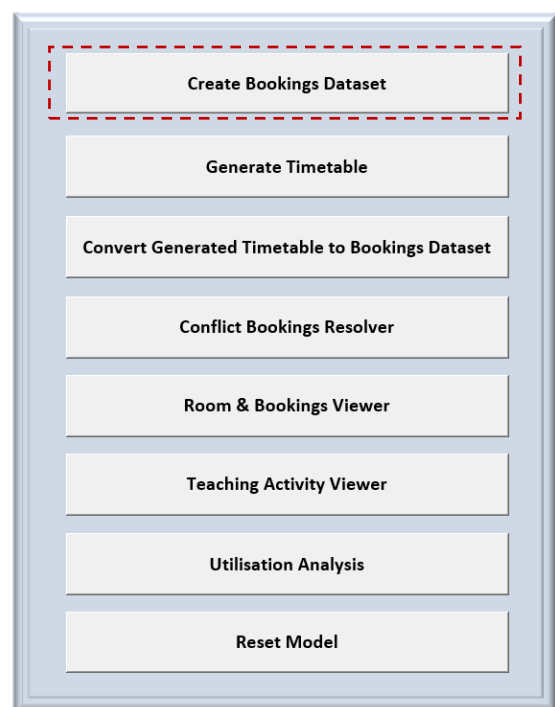 Create Bookings Dataset
Generate Timetable
Convert Generated Timetable to Bookings Dataset
Conflict Bookings Resolver
Room & Bookings Viewer
Teaching Activity Viewer
Utilisation Analysis
Reset Model